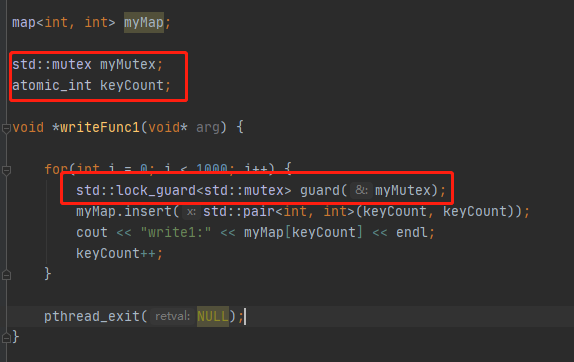 map<int, int> myMap;
std::mutex myMutex;
atomic_int keyCount;
void *writeFunc1(void* arg) {
for(int i = 0; i < 1000; i++) {
std::lock_guard<std::mutex> guard( &: myMutex);
myMap.insert( x: std::pair<int, int>(keyCount, keyCount));
cout << "write1:" << myMap[keyCount] << endl;
keyCount++;
}
pthread_exit( retval: NULL);
}